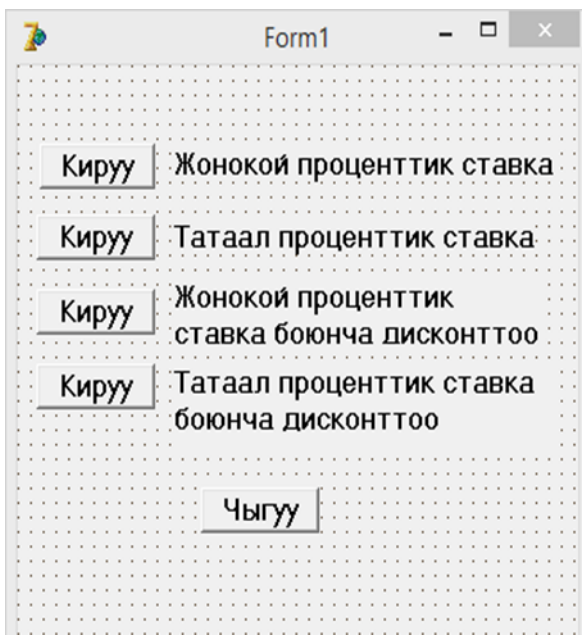 Form1
Кируу Жонокой проценттик ставка
Кируу Татаал проценттик ставка
Кируу Жонокой проценттик
ставка боюнча дисконттоо
Кируу Татаал проценттик ставка
боюнча дисконттоо
Чыгуу